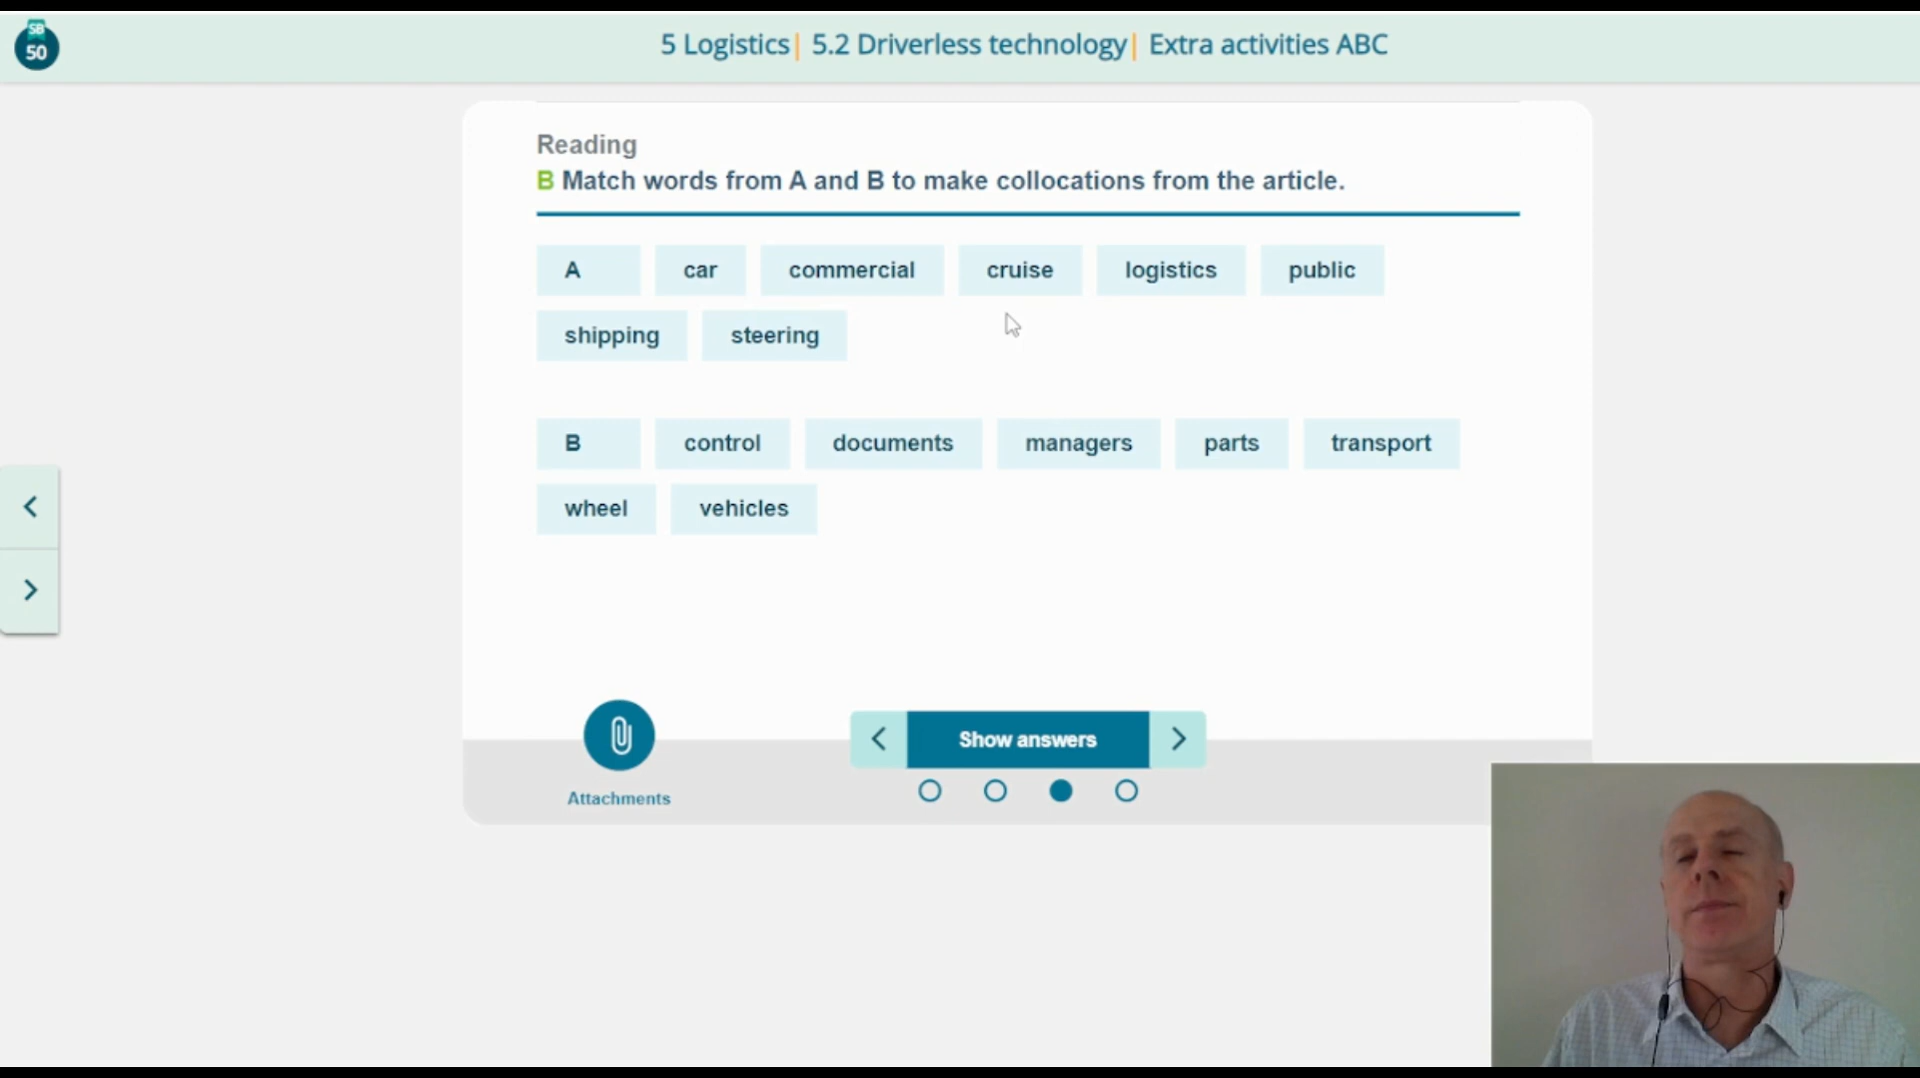 SB
50
5 Logistics| 5.2 Driverless technology| Extra activities ABC
Reading
B Match words from A and B to make collocations from the article.
A car commercial cruise logistics public
shipping steering
B control documents managers parts transport
wheel vehicles
Show answers
Attachments